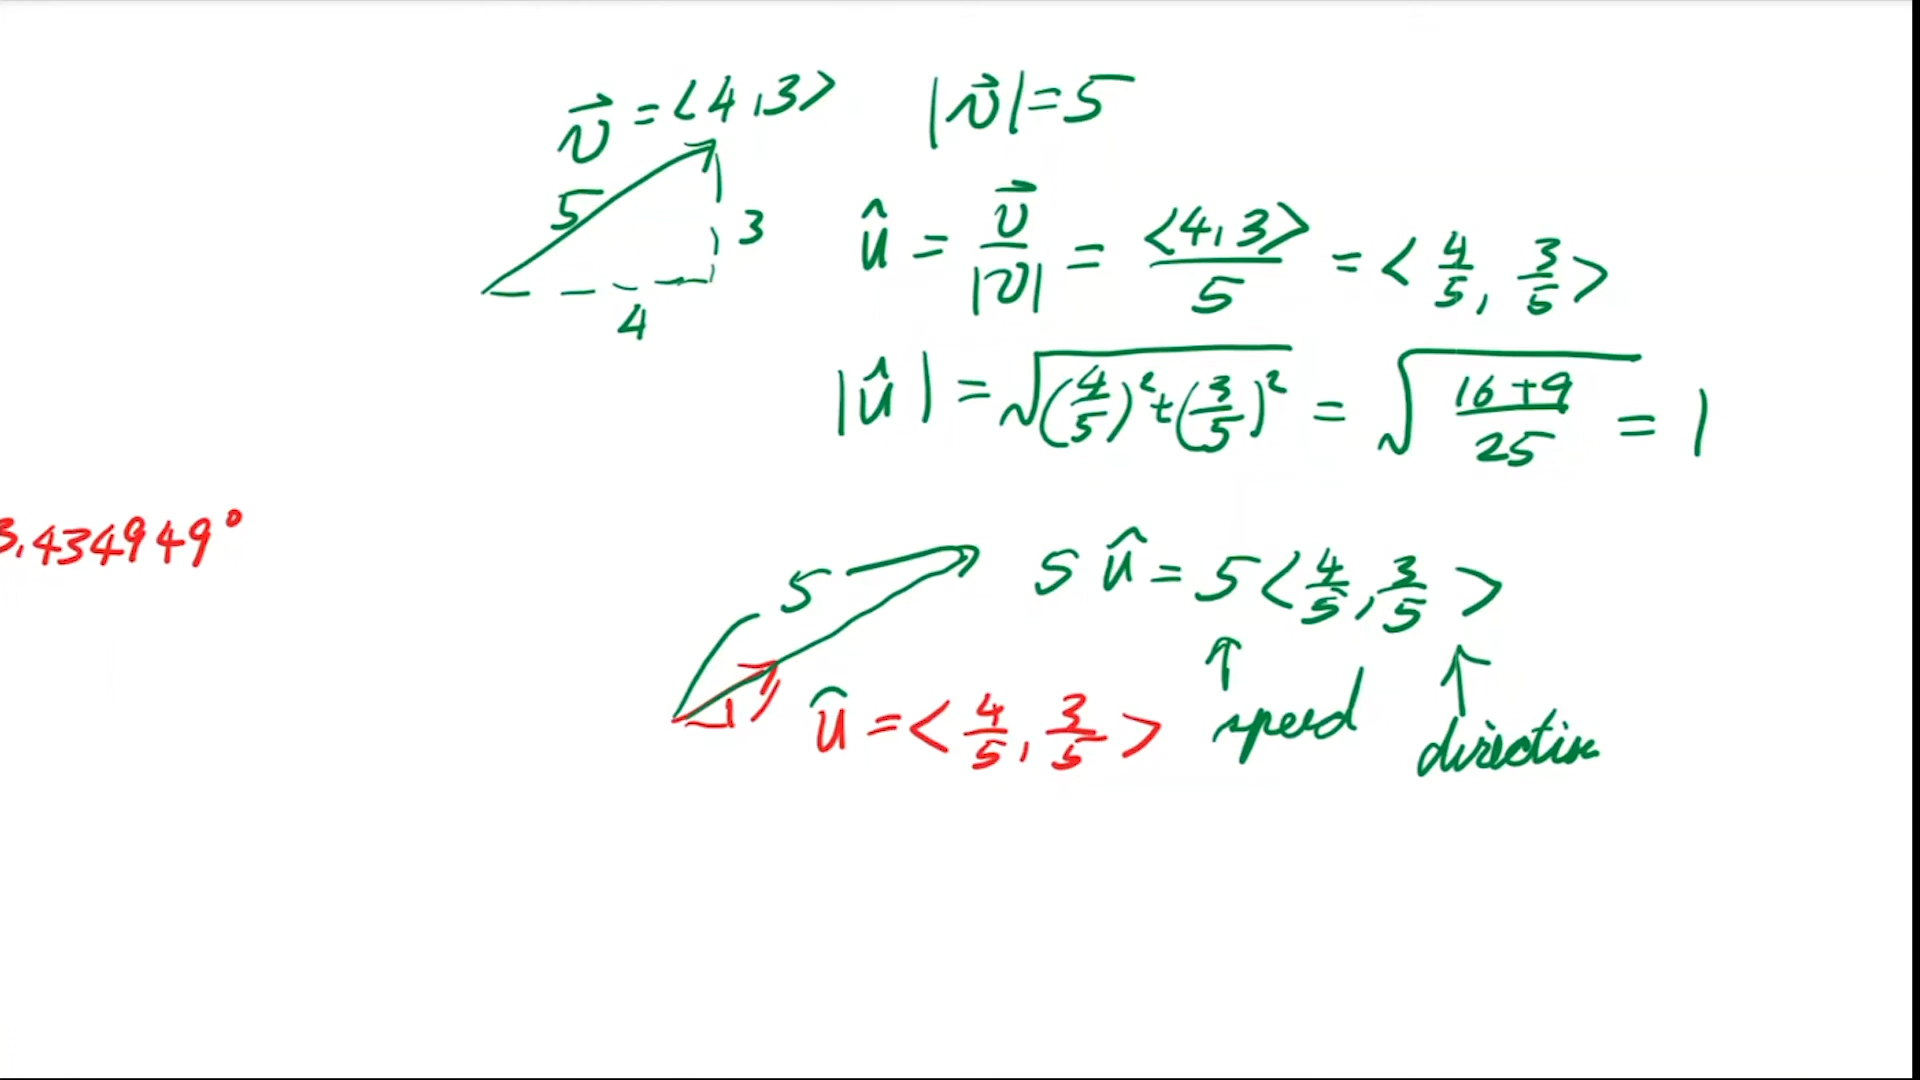 v⃗ = <4,3> |v⃗| = 5
5
3
4
û = v⃗/|v| = <4,3>/5 = <4/5, 3/5>
|û| = √((4/5)² + (3/5)²) = √((16+9)/25) = 1
3.434949°
5
5û = 5<4/5, 3/5>
↑ speed ↑ direction
1
û = <4/5, 3/5>